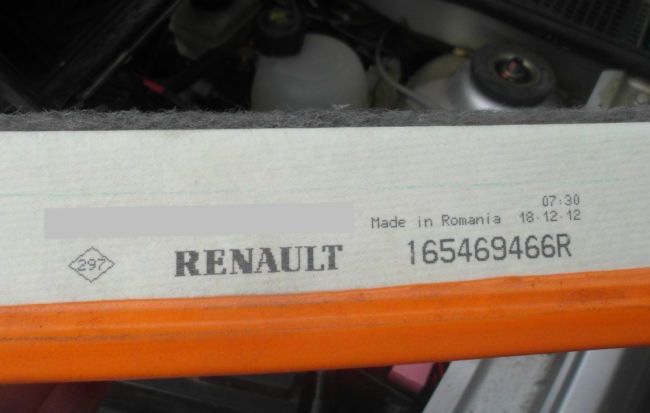 07:30
Made in Romania 18.12.12
297 RENAULT 165469466R